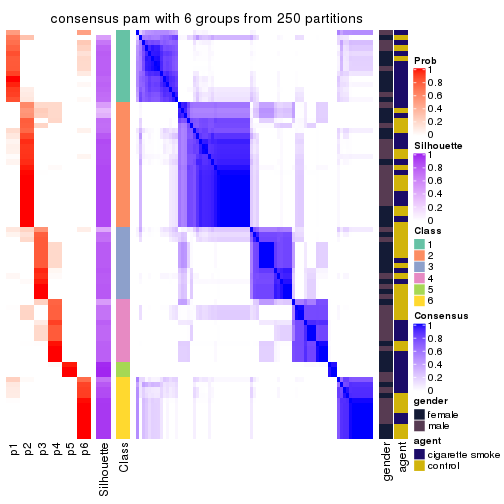 consensus pam with 6 groups from 250 partitions
Prob
1
0.8
0.6
0.4
0.2
0
Silhouette
1
0.8
0.6
0.4
0.2
0
Class
1
2
3
4
5
6
Consensus
1
0.8
0.6
0.4
0.2
0
gender
female
male
agent
cigarette smoke
control
p1
p2
p3
p4
p5
p6
Silhouette
Class
gender
agent